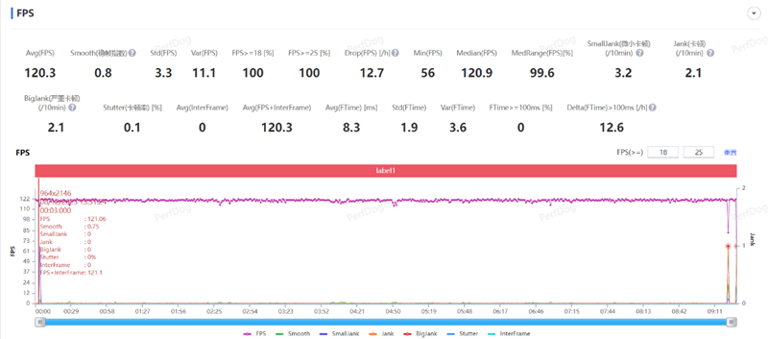 FPS
Avg(FPS) Smooth(稳帧指数) Std(FPS) Var(FPS) FPS>=18 [%] FPS>=25 [%] Drop(FPS) [/h] Min(FPS) Median(FPS) MedRange(FPS)[%] SmallJank(微小卡顿) (/10min) Jank(卡顿) (/10min)
120.3 0.8 3.3 11.1 100 100 12.7 56 120.9 99.6 3.2 2.1
BigJank(严重卡顿) (/10min) Stutter(卡顿率) [%] Avg(InterFrame) Avg(FPS+InterFrame) Avg(FTime) [ms] Std(FTime) Var(FTime) FTime>=100ms [%] Delta(FTime)>100ms [/h]
2.1 0.1 0 120.3 8.3 1.9 3.6 0 12.6
FPS FPS(>=) 18 25
label1
964x2146
00:03:000
FPS : 121.06
Smooth : 0.75
SmallJank : 0
Jank : 0
BigJank : 0
Stutter : 0%
InterFrame : 0
FPS+InterFrame: 121.1
FPS
122
110
98
85
73
61
49
37
24
12
0
2
1
0
Jank
00:00 00:29 00:58 01:27 01:56 02:25 02:54 03:23 03:52 04:21 04:50 05:19 05:48 06:17 06:46 07:15 07:44 08:13 08:42 09:11
FPS Smooth SmallJank Jank BigJank Stutter InterFrame
PerfDog
PerfDog
PerfDog
PerfDog
PerfDog
PerfDog